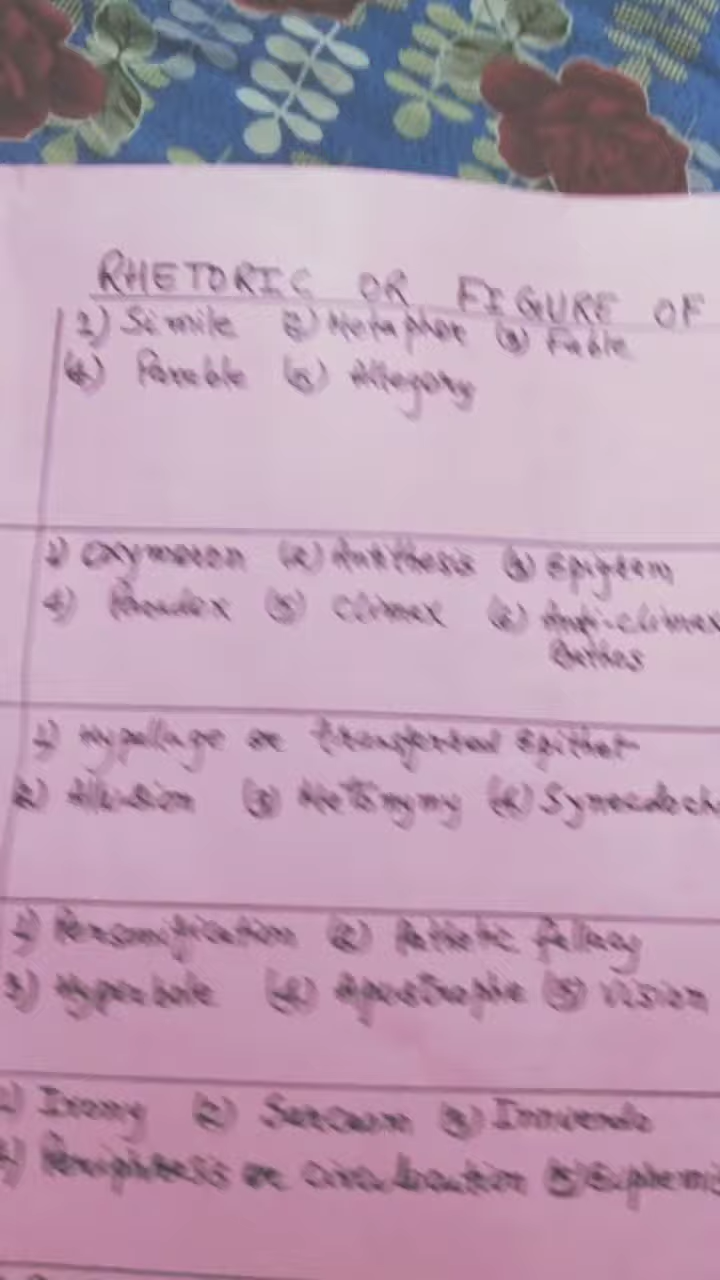 RHETORIC OR FIGURE OF
1) Simile 2) Metaphor (3) Fable
(4) Parable (5) Allegory
1) Oxymoron (2) Antithesis (3) Epigram
4) Paradox (5) Climax (6) Anti-climax
Bathos
1) Hypallage or transferred Epithet
2) Allusion (3) Metonymy (4) Synecdoch
1) Personification (2) Pathetic fallacy
3) Hyperbole (4) Apostrophe (5) Vision
1) Irony (2) Sarcasm (3) Innuendo
Periphrasis or circumlocution (5) Euphemis